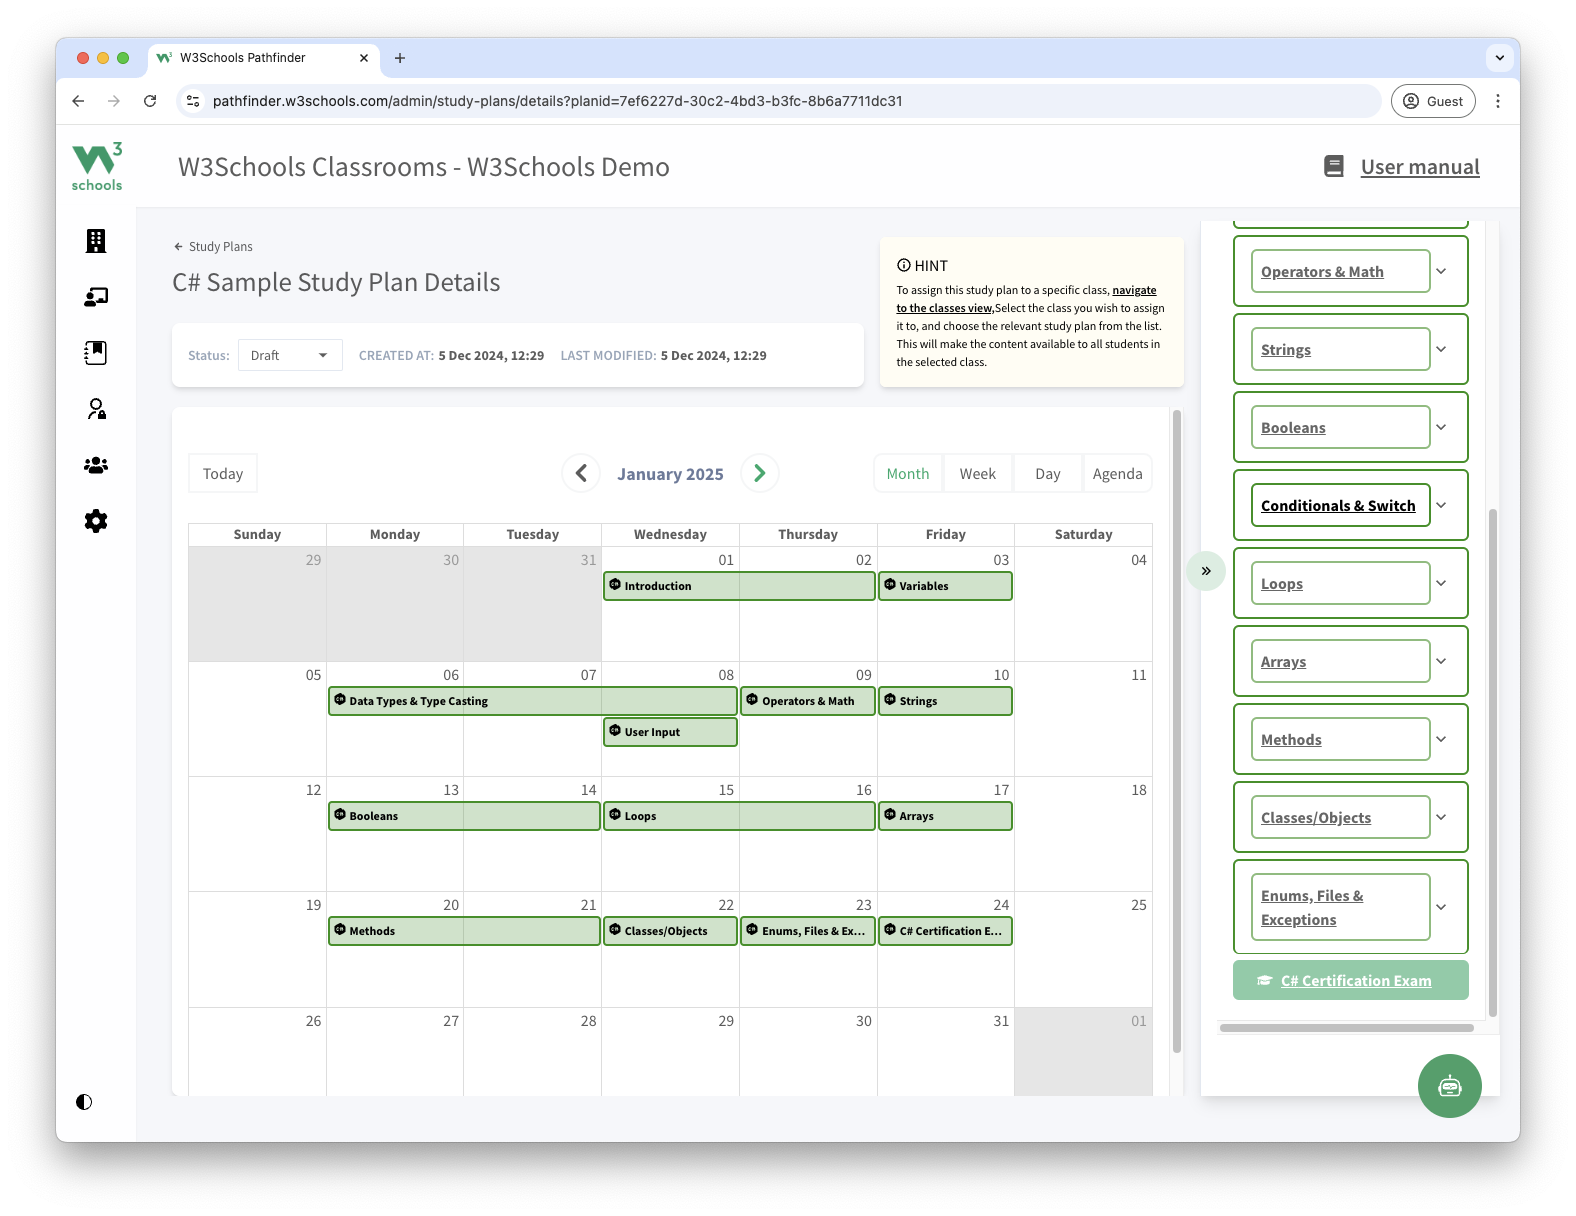 W3Schools Pathfinder
pathfinder.w3schools.com/admin/study-plans/details?planid=7ef6227d-30c2-4bd3-b3fc-8b6a7711dc31
Guest
3
schools
W3Schools Classrooms - W3Schools Demo
User manual
Study Plans
C# Sample Study Plan Details
Status:
Draft
CREATED AT: 5 Dec 2024, 12:29
LAST MODIFIED: 5 Dec 2024, 12:29
HINT
To assign this study plan to a specific class, navigate
to the classes view,Select the class you wish to assign
it to, and choose the relevant study plan from the list.
This will make the content available to all students in
the selected class.
Today
January 2025
Month
Week
Day
Agenda
Sunday
Monday
Tuesday
Wednesday
Thursday
Friday
Saturday
29
30
31
01
02
03
04
Introduction
Variables
05
06
07
08
09
10
11
Data Types & Type Casting
Operators & Math
Strings
User Input
12
13
14
15
16
17
18
Booleans
Loops
Arrays
19
20
21
22
23
24
25
Methods
Classes/Objects
Enums, Files & Ex...
C# Certification E...
26
27
28
29
30
31
01
Operators & Math
Strings
Booleans
Conditionals & Switch
Loops
Arrays
Methods
Classes/Objects
Enums, Files &
Exceptions
C# Certification Exam